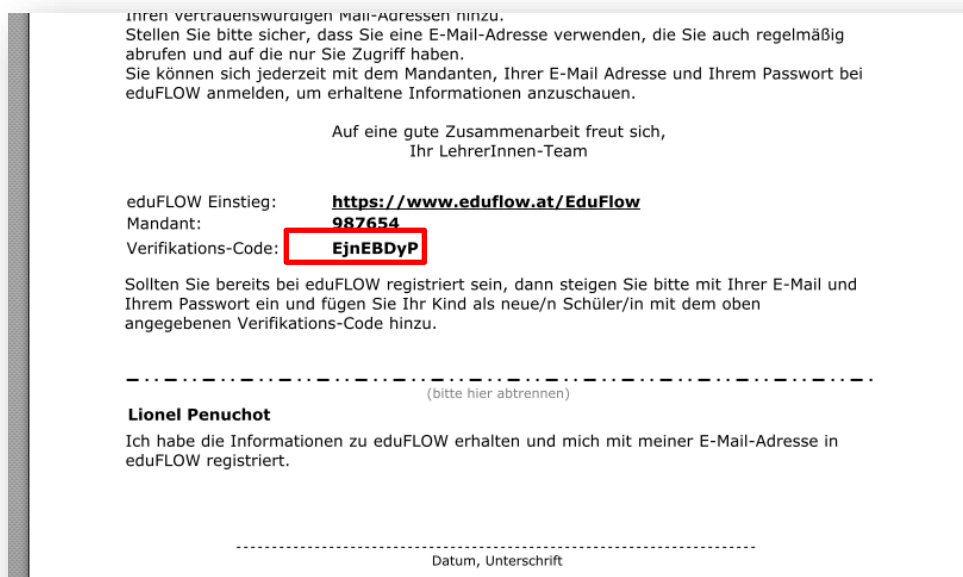 Ihren vertrauenswürdigen Mail-Adressen hinzu.
Stellen Sie bitte sicher, dass Sie eine E-Mail-Adresse verwenden, die Sie auch regelmäßig
abrufen und auf die nur Sie Zugriff haben.
Sie können sich jederzeit mit dem Mandanten, Ihrer E-Mail Adresse und Ihrem Passwort bei
eduFLOW anmelden, um erhaltene Informationen anzuschauen.
Auf eine gute Zusammenarbeit freut sich,
Ihr LehrerInnen-Team
eduFLOW Einstieg: https://www.eduflow.at/EduFlow
Mandant: 987654
Verifikations-Code: EjnEBDyP
Sollten Sie bereits bei eduFLOW registriert sein, dann steigen Sie bitte mit Ihrer E-Mail und
Ihrem Passwort ein und fügen Sie Ihr Kind als neue/n Schüler/in mit dem oben
angegebenen Verifikations-Code hinzu.
(bitte hier abtrennen)
Lionel Penuchot
Ich habe die Informationen zu eduFLOW erhalten und mich mit meiner E-Mail-Adresse in
eduFLOW registriert.
Datum, Unterschrift